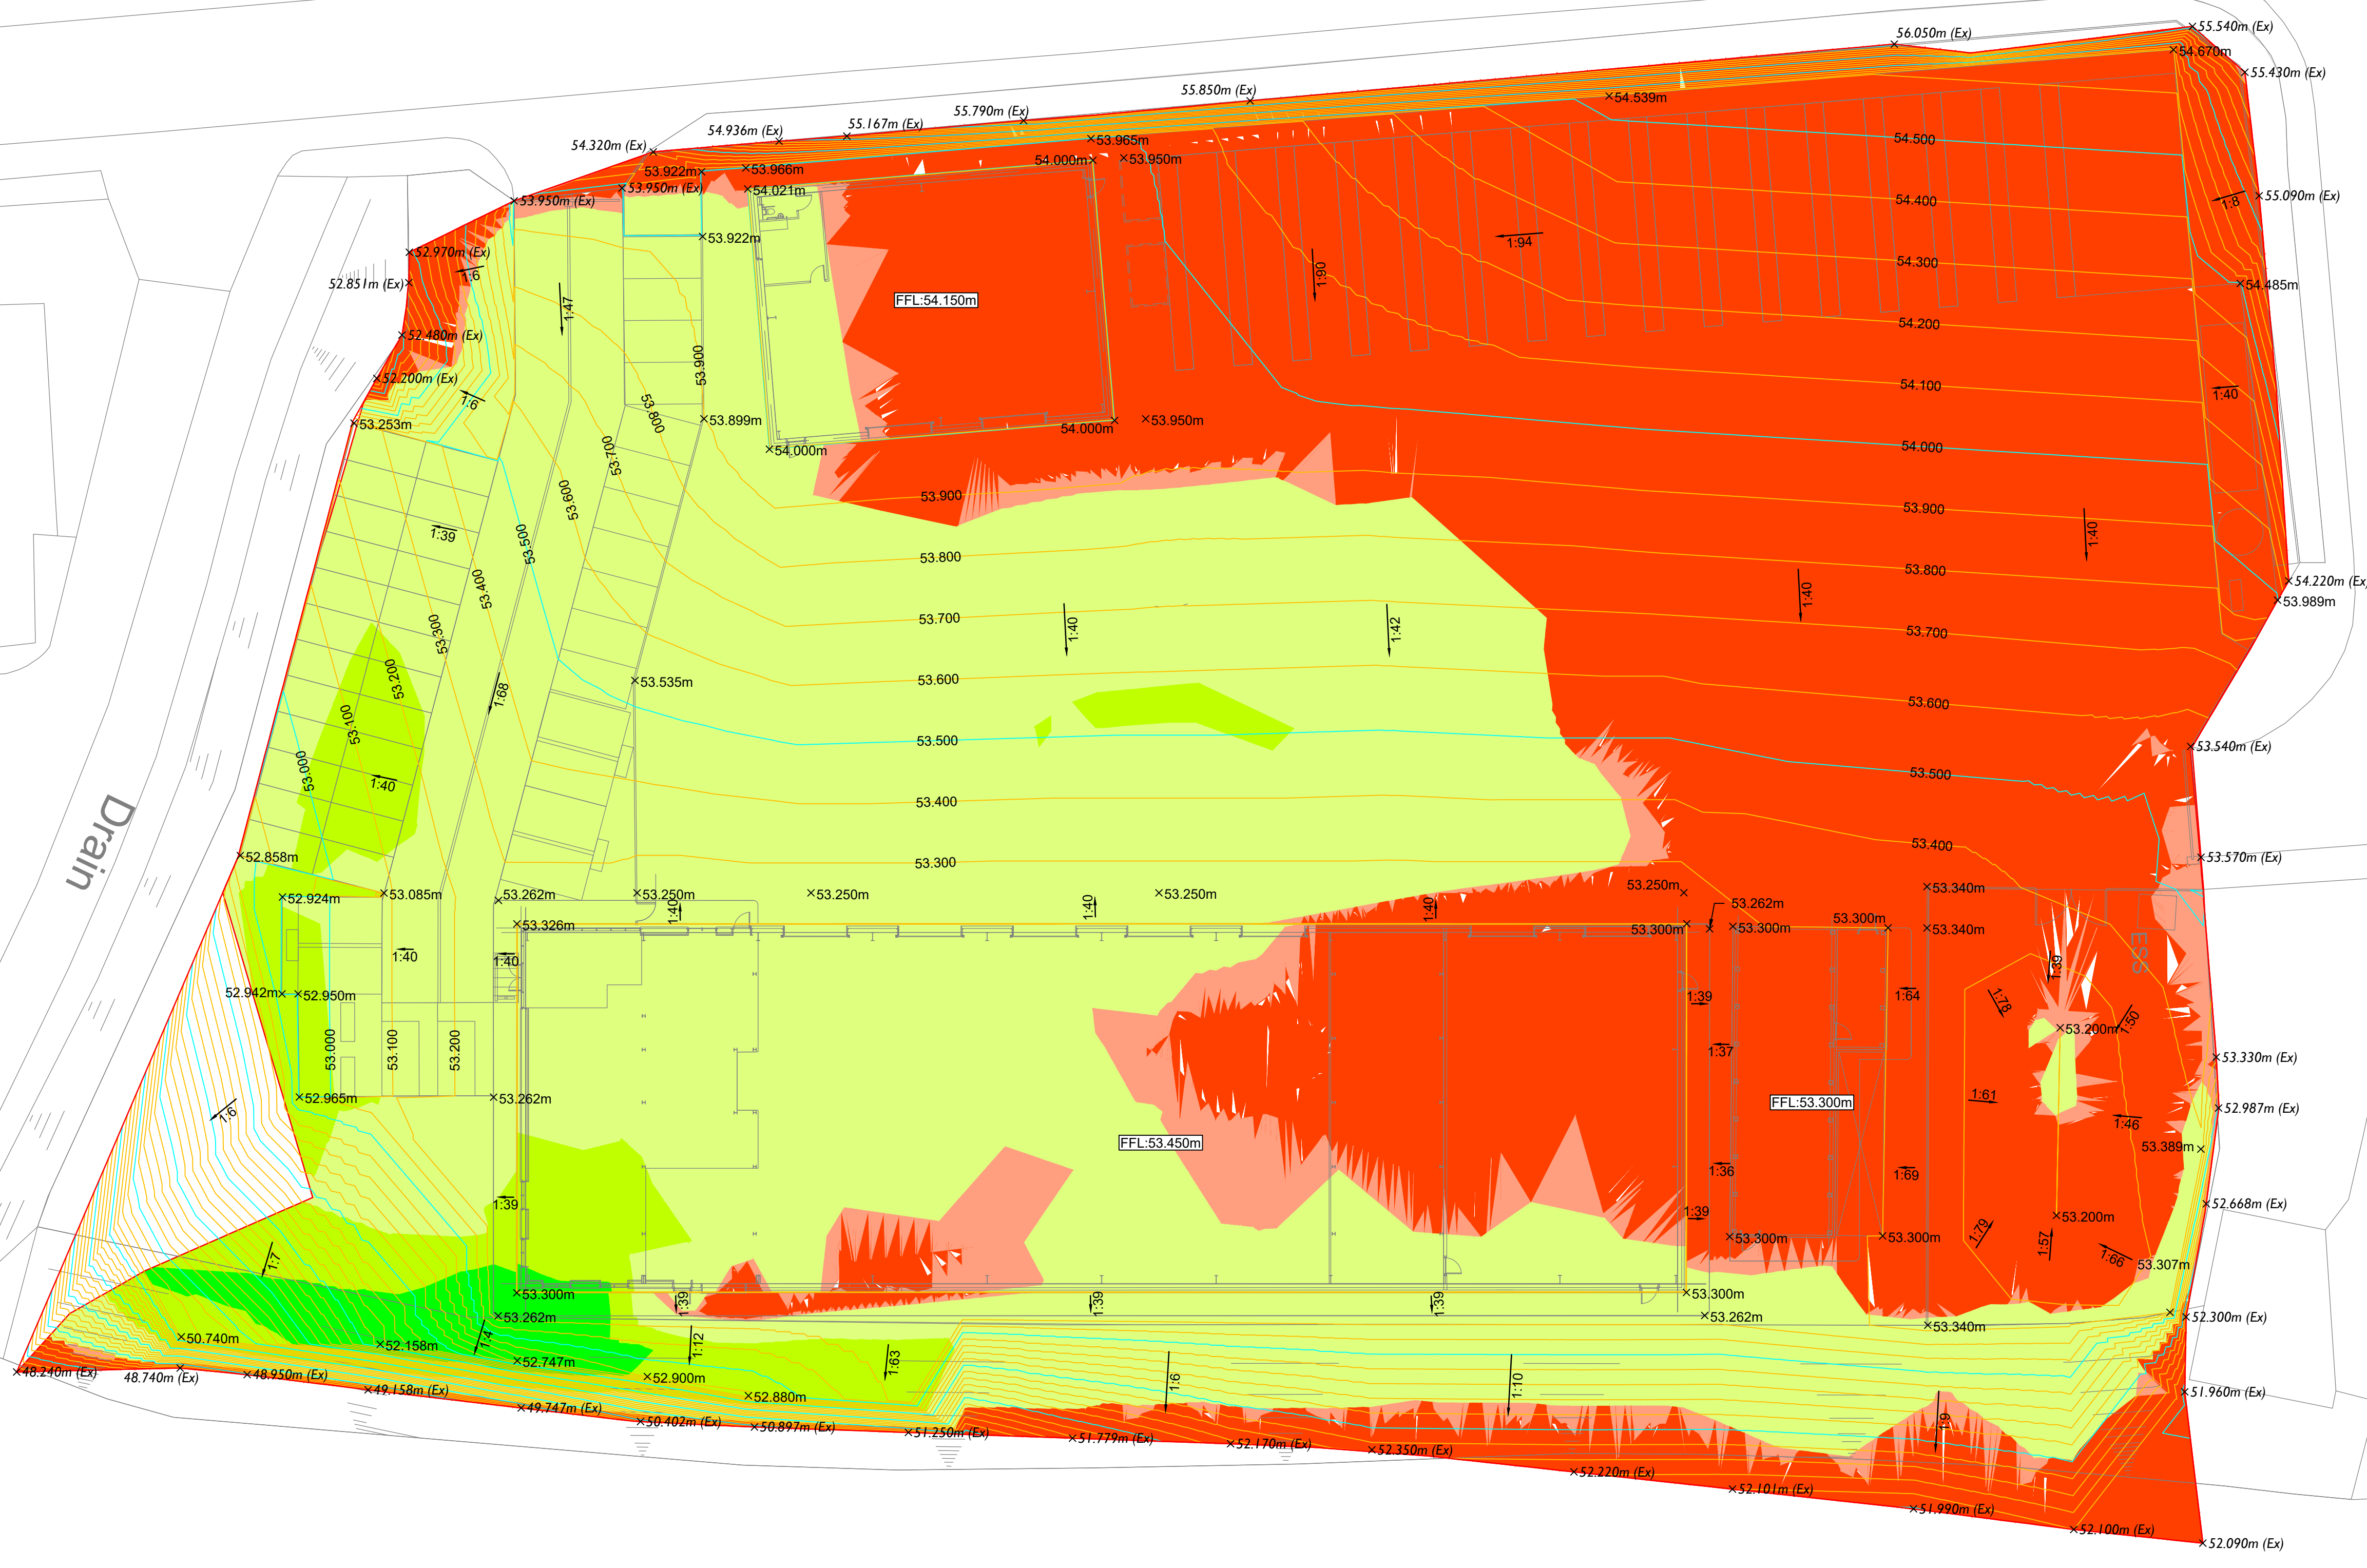 55.540m (Ex)
56.050m (Ex)
54.670m
55.430m (Ex)
55.850m (Ex)
54.539m
55.790m (Ex)
55.167m (Ex)
54.936m (Ex)
54.320m (Ex)
53.965m
54.500
54.000m
53.950m
53.966m
53.922m
53.950m (Ex)
54.021m
55.090m (Ex)
1:8
54.400
53.950m (Ex)
53.922m
1:94
52.970m (Ex)
1:6
52.851m (Ex)
54.300
1:90
54.485m
FFL:54.150m
1:47
54.200
52.480m (Ex)
53.900
52.200m (Ex)
1:6
54.100
1:40
53.800
53.253m
53.899m
54.000m
53.950m
54.000m
54.000
53.700
53.600
53.900
53.900
1:39
53.500
1:40
53.800
53.800
53.400
54.220m (Ex)
53.989m
1:40
53.700
1:40
1:42
53.700
53.300
53.200
53.600
53.535m
1:68
53.600
53.100
53.500
53.540m (Ex)
53.000
53.500
1:40
53.400
Drain
53.300
53.400
52.858m
53.570m (Ex)
52.924m
53.085m
53.262m
53.250m
53.250m
53.250m
53.250m
53.340m
1:40
1:40
1:40
53.262m
53.326m
53.300m
53.300m
53.300m
53.340m
ESS
1:40
1:40
1:39
52.942m
52.950m
1:39
1:64
1:78
1:50
53.200m
53.000
53.100
53.200
1:37
53.330m (Ex)
52.965m
53.262m
FFL:53.300m
1:61
52.987m (Ex)
1:6
1:46
FFL:53.450m
53.389m
1:36
1:69
1:39
52.668m (Ex)
1:39
53.200m
1:79
53.300m
53.300m
1:57
1:66
1:7
53.307m
53.300m
53.300m
1:39
1:39
1:39
53.262m
53.262m
53.340m
52.300m (Ex)
50.740m
52.158m
1:4
1:12
1:63
52.747m
52.900m
1:6
1:10
48.240m (Ex)
48.740m (Ex)
48.950m (Ex)
49.158m (Ex)
52.880m
51.960m (Ex)
49.747m (Ex)
50.402m (Ex)
50.897m (Ex)
51.250m (Ex)
1:9
51.779m (Ex)
52.170m (Ex)
52.350m (Ex)
52.220m (Ex)
52.101m (Ex)
51.990m (Ex)
52.100m (Ex)
52.090m (Ex)